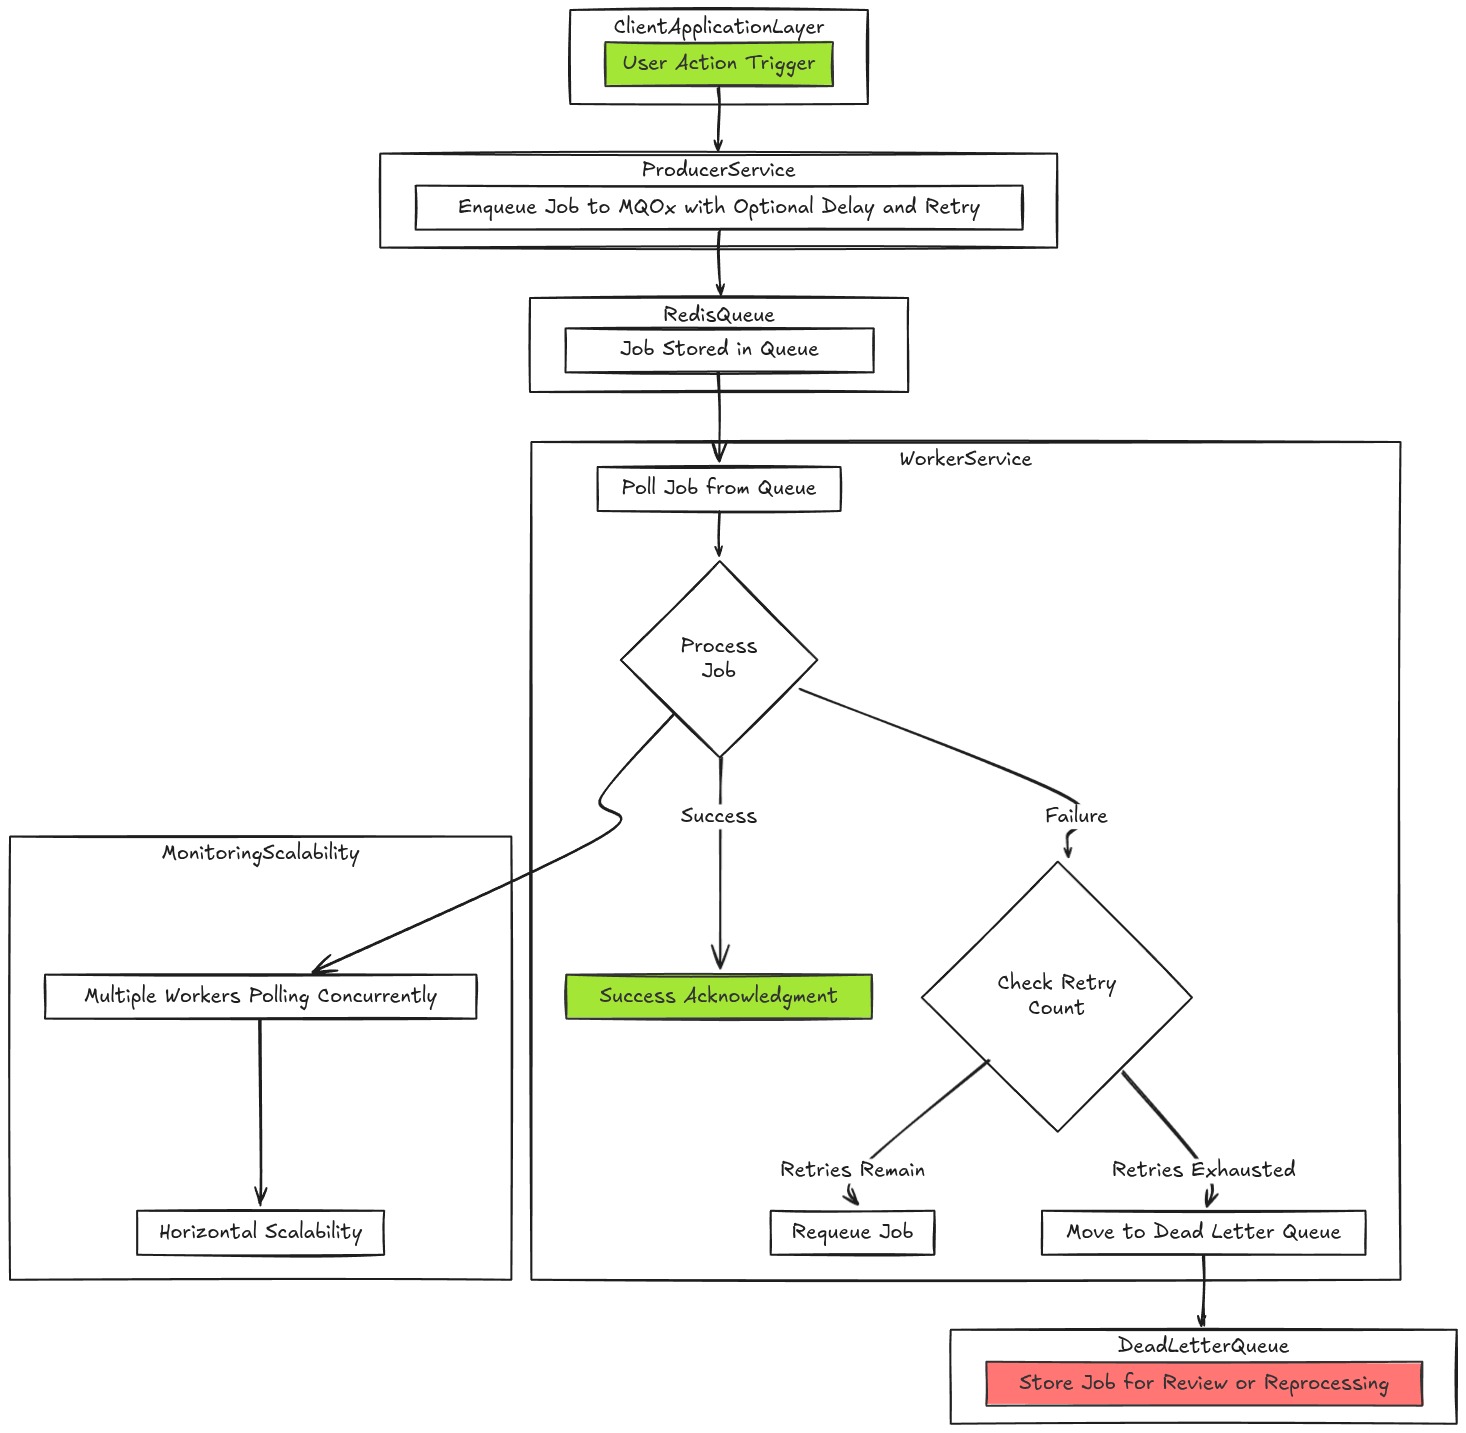 ClientApplicationLayer
User Action Trigger
ProducerService
Enqueue Job to MQOx with Optional Delay and Retry
RedisQueue
Job Stored in Queue
WorkerService
Poll Job from Queue
Process
Job
Success
Failure
MonitoringScalability
Multiple Workers Polling Concurrently
Success Acknowledgment
Check Retry
Count
Retries Remain
Retries Exhausted
Horizontal Scalability
Requeue Job
Move to Dead Letter Queue
DeadLetterQueue
Store Job for Review or Reprocessing